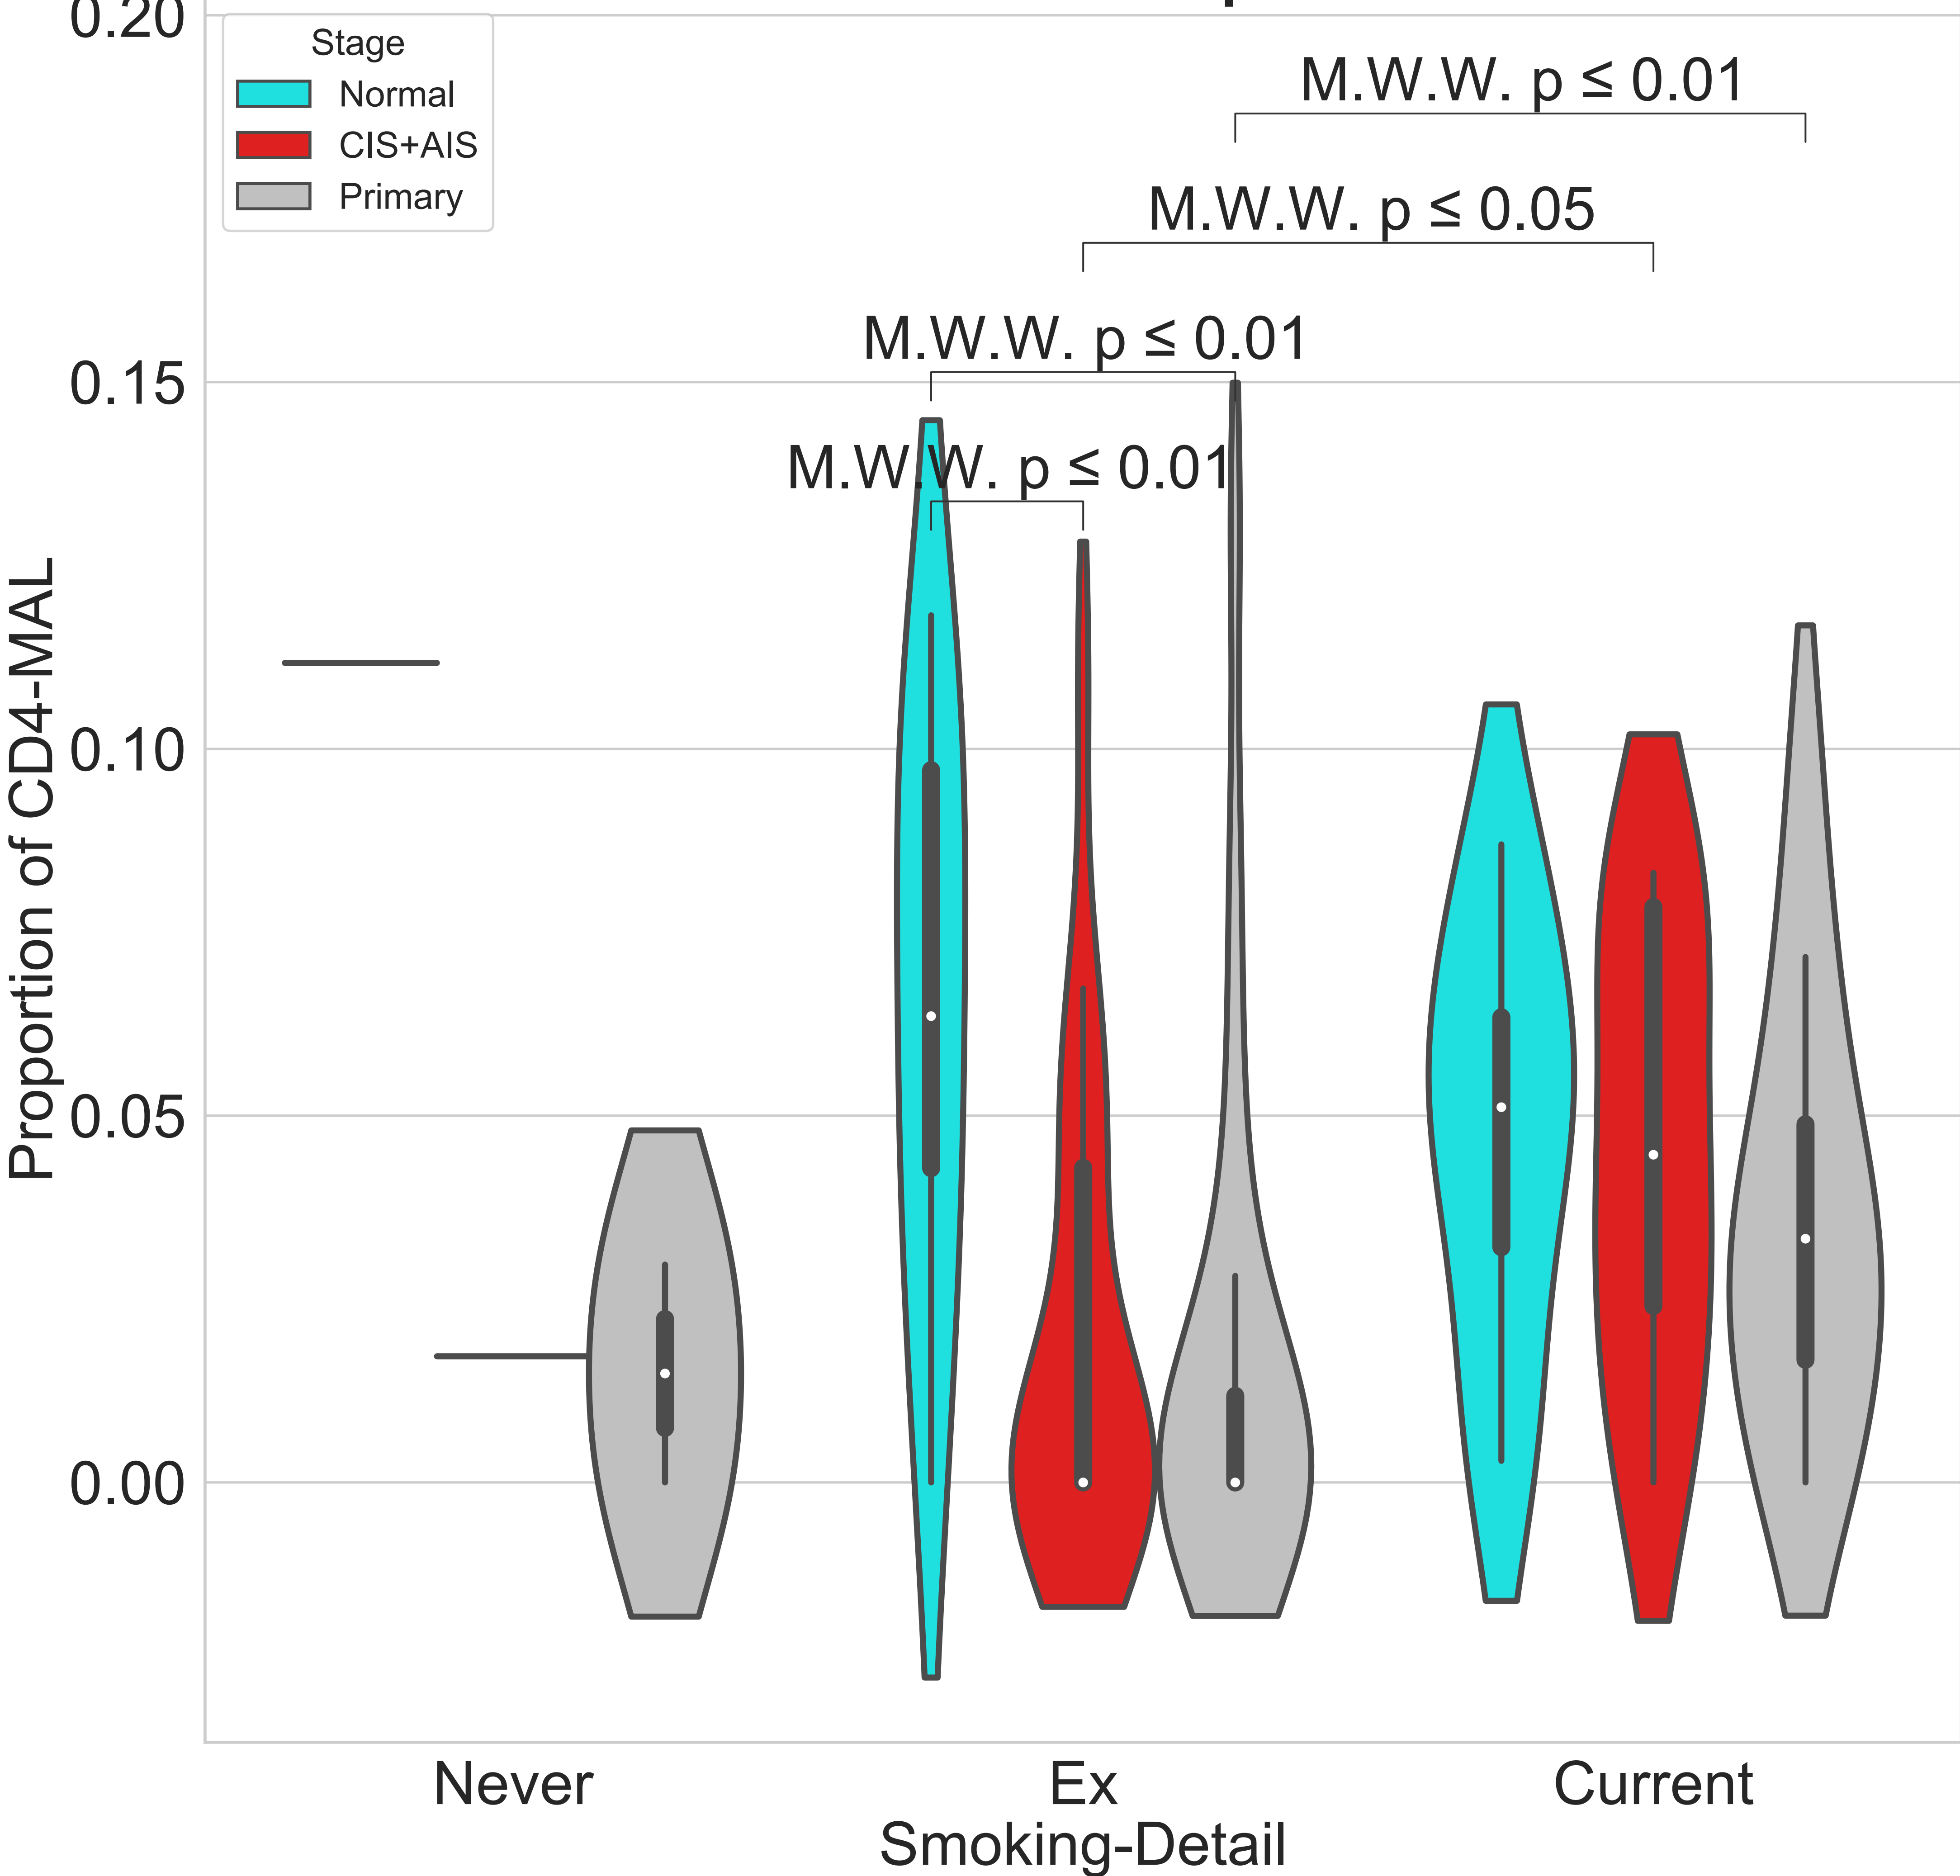 0.20
0.15
0.10
0.05
0.00
Proportion of CD4-MAL
Stage
Normal
CIS+AIS
Primary
M.W.W. p ≤ 0.01
M.W.W. p ≤ 0.05
M.W.W. p ≤ 0.01
M.W.W. p ≤ 0.01
Never
Ex
Current
Smoking-Detail